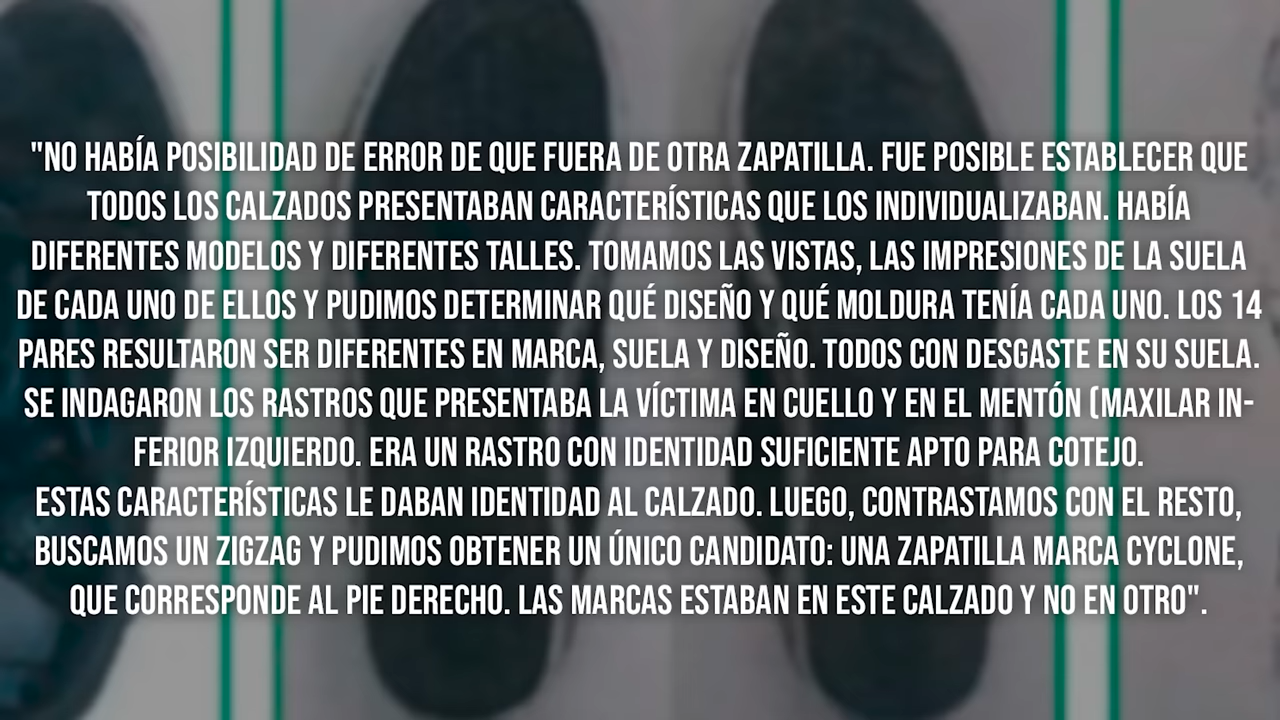 "NO HABÍA POSIBILIDAD DE ERROR DE QUE FUERA DE OTRA ZAPATILLA. FUE POSIBLE ESTABLECER QUE
TODOS LOS CALZADOS PRESENTABAN CARACTERÍSTICAS QUE LOS INDIVIDUALIZABAN. HABÍA
DIFERENTES MODELOS Y DIFERENTES TALLES. TOMAMOS LAS VISTAS, LAS IMPRESIONES DE LA SUELA
DE CADA UNO DE ELLOS Y PUDIMOS DETERMINAR QUÉ DISEÑO Y QUÉ MOLDURA TENÍA CADA UNO. LOS 14
PARES RESULTARON SER DIFERENTES EN MARCA, SUELA Y DISEÑO. TODOS CON DESGASTE EN SU SUELA.
SE INDAGARON LOS RASTROS QUE PRESENTABA LA VÍCTIMA EN CUELLO Y EN EL MENTÓN (MAXILAR IN-
FERIOR IZQUIERDO. ERA UN RASTRO CON IDENTIDAD SUFICIENTE APTO PARA COTEJO.
ESTAS CARACTERÍSTICAS LE DABAN IDENTIDAD AL CALZADO. LUEGO, CONTRASTAMOS CON EL RESTO,
BUSCAMOS UN ZIGZAG Y PUDIMOS OBTENER UN ÚNICO CANDIDATO: UNA ZAPATILLA MARCA CYCLONE,
QUE CORRESPONDE AL PIE DERECHO. LAS MARCAS ESTABAN EN ESTE CALZADO Y NO EN OTRO".